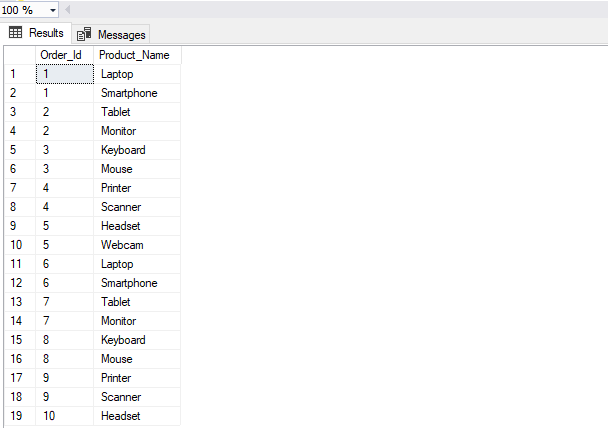 100 %
Results Messages
Order_Id Product_Name
1 1 Laptop
2 1 Smartphone
3 2 Tablet
4 2 Monitor
5 3 Keyboard
6 3 Mouse
7 4 Printer
8 4 Scanner
9 5 Headset
10 5 Webcam
11 6 Laptop
12 6 Smartphone
13 7 Tablet
14 7 Monitor
15 8 Keyboard
16 8 Mouse
17 9 Printer
18 9 Scanner
19 10 Headset